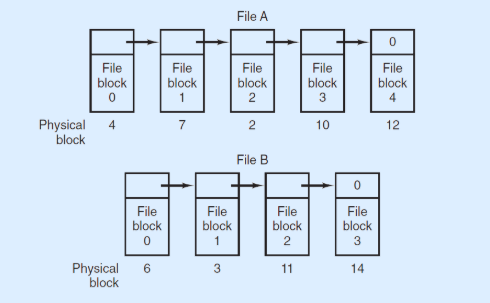 File A
0
File File File File File
block block block block block
0 1 2 3 4
Physical 4 7 2 10 12
block
File B
0
File File File File
block block block block
0 1 2 3
Physical 6 3 11 14
block